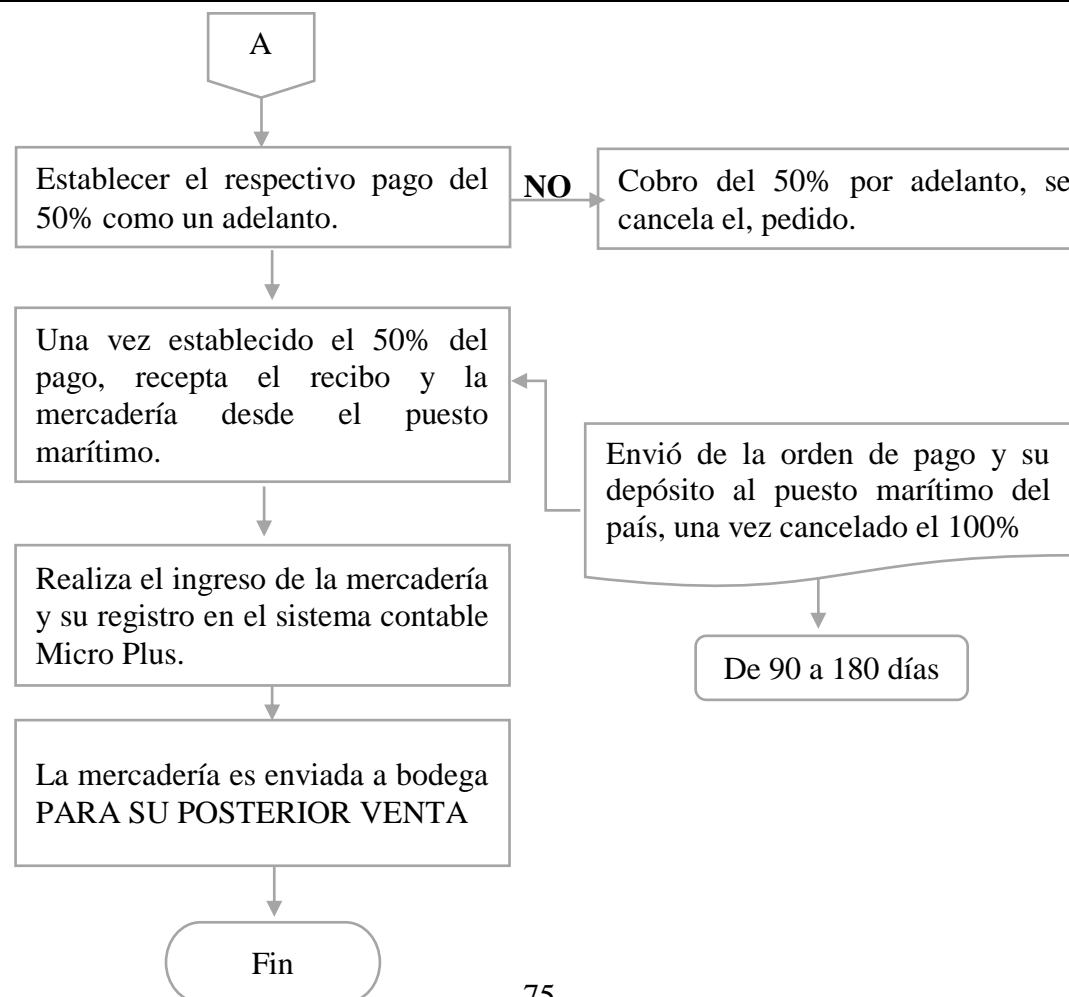 A
Establecer el respectivo pago del
50% como un adelanto.
NO
Cobro del 50% por adelanto, se
cancela el, pedido.
Una vez establecido el 50% del
pago, recepta el recibo y la
mercadería desde el puesto
marítimo.
Envió de la orden de pago y su
depósito al puesto marítimo del
país, una vez cancelado el 100%
Realiza el ingreso de la mercadería
y su registro en el sistema contable
Micro Plus.
De 90 a 180 días
La mercadería es enviada a bodega
PARA SU POSTERIOR VENTA
Fin
75